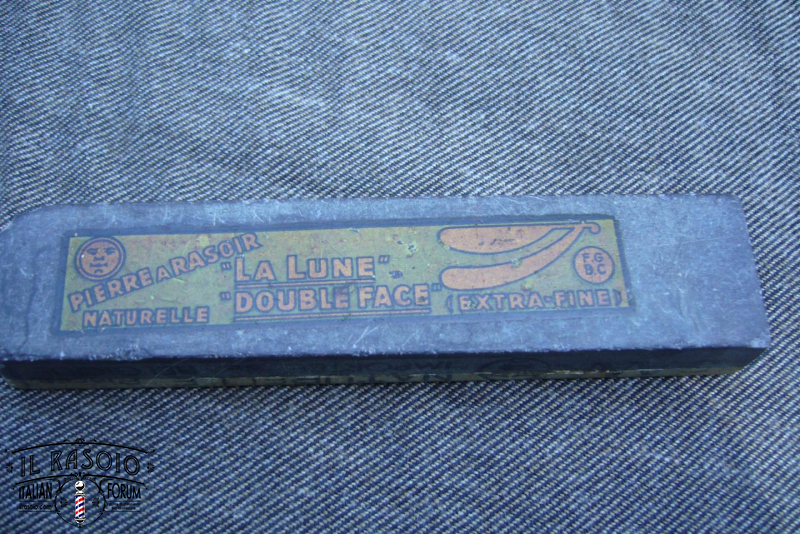 PIERRE A RASOIR
NATURELLE
"LA LUNE"
"DOUBLE FACE"
(EXTRA-FINE)
F.G
B.C
IL RASOIO
ITALIAN FORUM